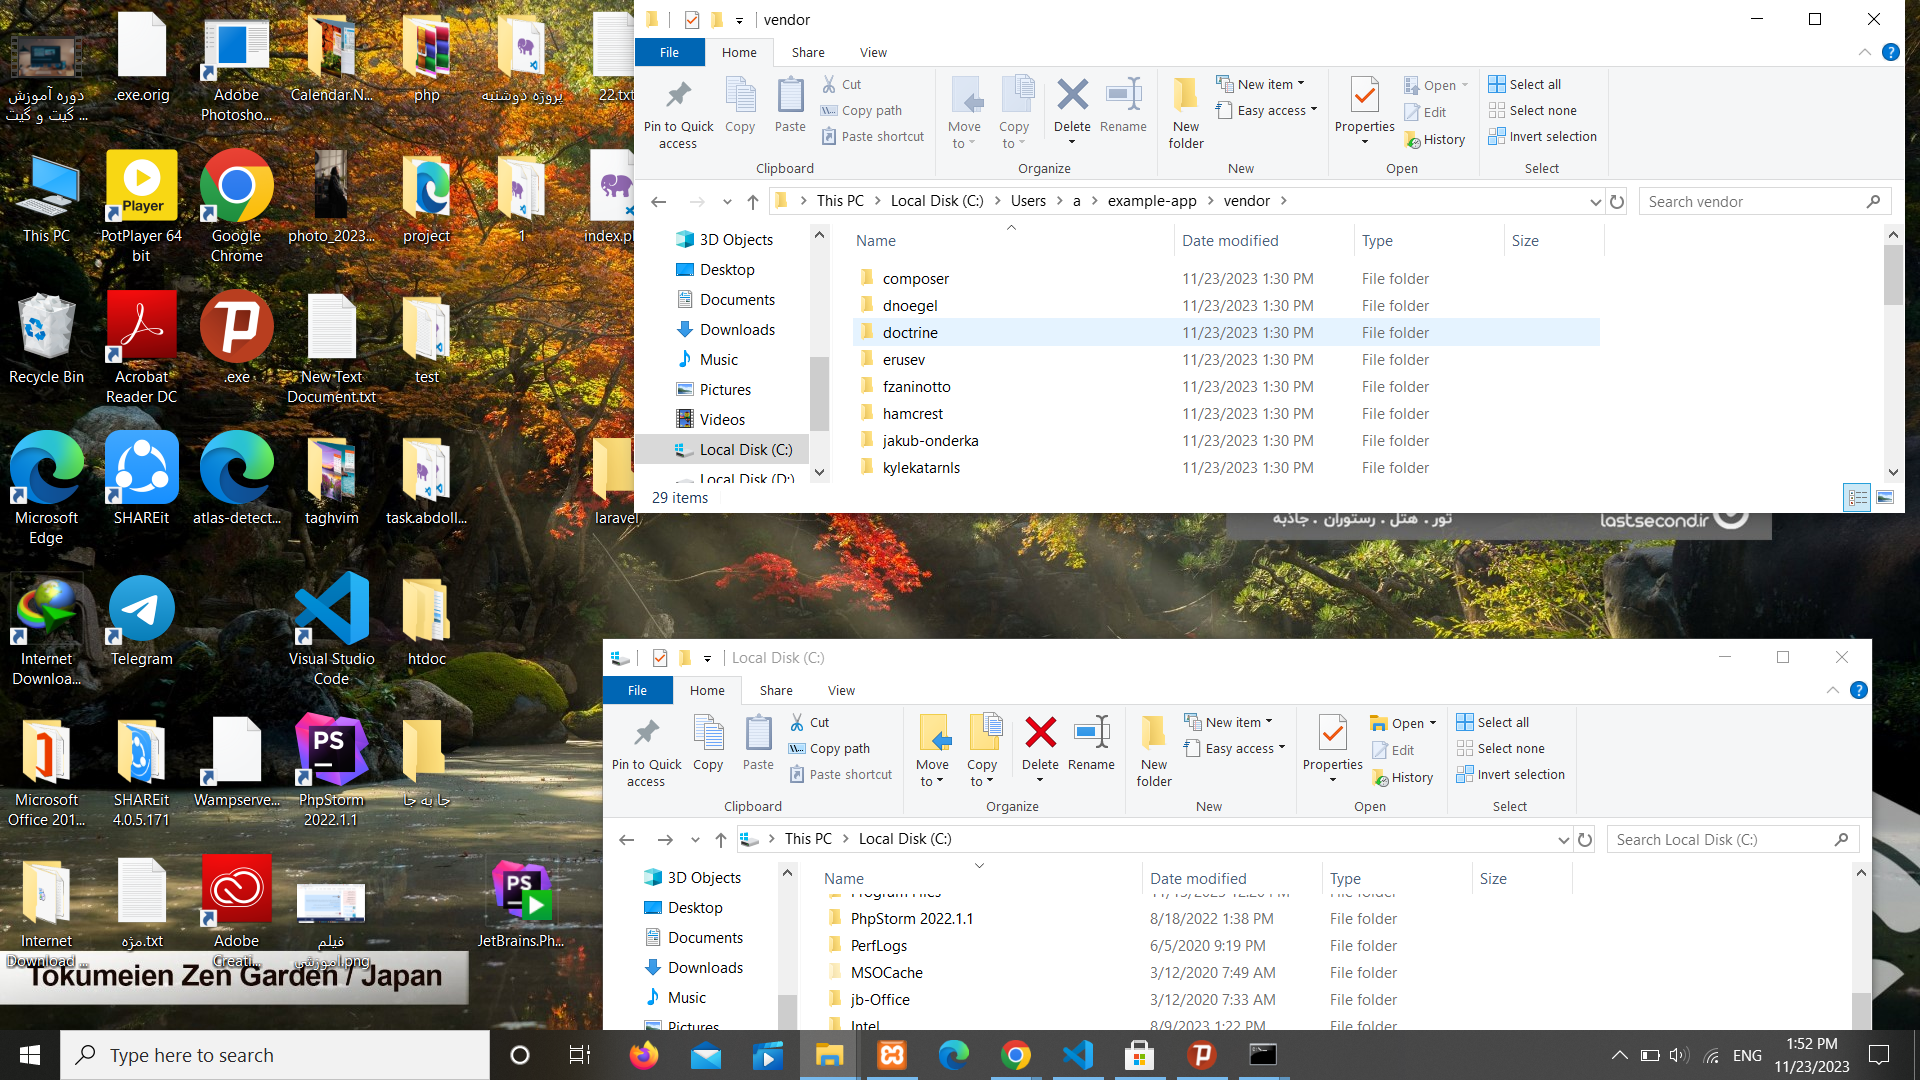 دوره آموزش
گیت و گیت ...
.exe.orig
Adobe
Photosho...
Calendar.N...
php
پروژه دوشنبه
22.txt
This PC
Player
PotPlayer 64
bit
Google
Chrome
photo_2023...
project
1
Recycle Bin
Acrobat
Reader DC
.exe
New Text
Document.txt
test
Microsoft
Edge
SHAREit
atlas-detect...
taghvim
task.abdoll...
laravel
Internet
Downloa...
Telegram
Visual Studio
Code
htdoc
Microsoft
Office 201...
SHAREit
4.0.5.171
Wampserve...
PS
PhpStorm
2022.1.1
جا به جا
Internet
Download ...
مژه.txt
Adobe
Creati...
فیلم
اموزشی.png
PS
JetBrains.Ph...
Tokumeien Zen Garden / Japan
vendor
File Home Share View
Pin to Quick
access
Copy
Paste
Cut
Copy path
Paste shortcut
Clipboard
Move
to
Copy
to
Delete
Rename
Organize
New
folder
New item
Easy access
New
Properties
Open
Edit
History
Open
Select all
Select none
Invert selection
Select
This PC Local Disk (C:) Users a example-app vendor
Search vendor
3D Objects
Desktop
Documents
Downloads
Music
Pictures
Videos
Local Disk (C:)
Local Disk (D:)
Name Date modified Type Size
composer 11/23/2023 1:30 PM File folder
dnoegel 11/23/2023 1:30 PM File folder
doctrine 11/23/2023 1:30 PM File folder
erusev 11/23/2023 1:30 PM File folder
fzaninotto 11/23/2023 1:30 PM File folder
hamcrest 11/23/2023 1:30 PM File folder
jakub-onderka 11/23/2023 1:30 PM File folder
kylekatarnls 11/23/2023 1:30 PM File folder
29 items
تور . هتل . رستوران . جاذبه
lastsecond.ir
Local Disk (C:)
File Home Share View
Pin to Quick
access
Copy
Paste
Cut
Copy path
Paste shortcut
Clipboard
Move
to
Copy
to
Delete
Rename
Organize
New
folder
New item
Easy access
New
Properties
Open
Edit
History
Open
Select all
Select none
Invert selection
Select
This PC Local Disk (C:)
Search Local Disk (C:)
3D Objects
Desktop
Documents
Downloads
Music
Pictures
Name Date modified Type Size
Program Files File folder
PhpStorm 2022.1.1 8/18/2022 1:38 PM File folder
PerfLogs 6/5/2020 9:19 PM File folder
MSOCache 3/12/2020 7:49 AM File folder
jb-Office 3/12/2020 7:33 AM File folder
Intel 8/9/2023 1:22 PM File folder
Type here to search
ENG
1:52 PM
11/23/2023